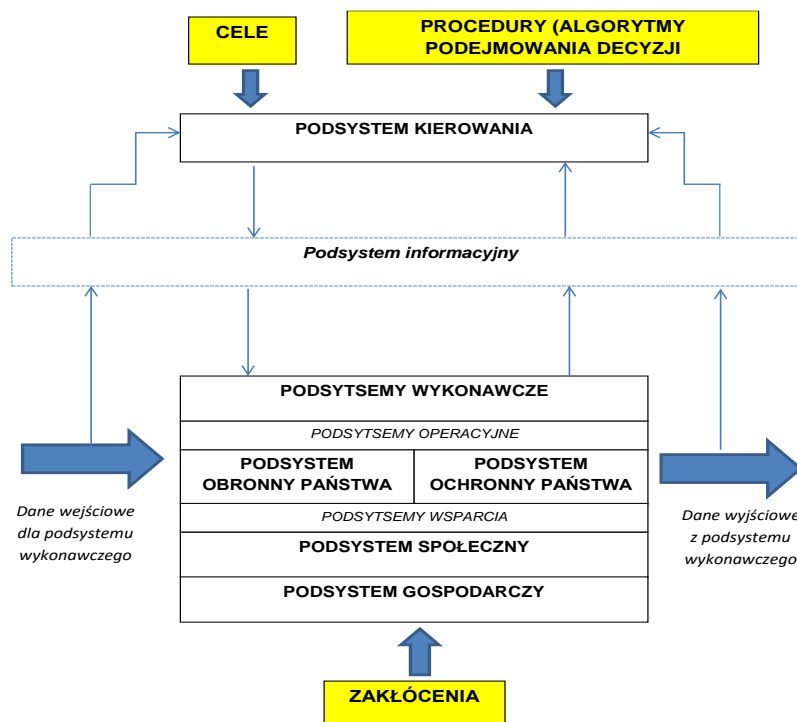 CELE
PROCEDURY (ALGORYTMY
PODEJMOWANIA DECYZJI
PODSYSTEM KIEROWANIA
Podsystem informacyjny
PODSYTSEMY WYKONAWCZE
PODSYTSEMY OPERACYJNE
PODSYSTEM
OBRONNY PAŃSTWA
PODSYSTEM
OCHRONNY PAŃSTWA
PODSYTSEMY WSPARCIA
PODSYSTEM SPOŁECZNY
PODSYSTEM GOSPODARCZY
Dane wejściowe
dla podsystemu
wykonawczego
Dane wyjściowe
z podsystemu
wykonawczego
ZAKŁÓCENIA